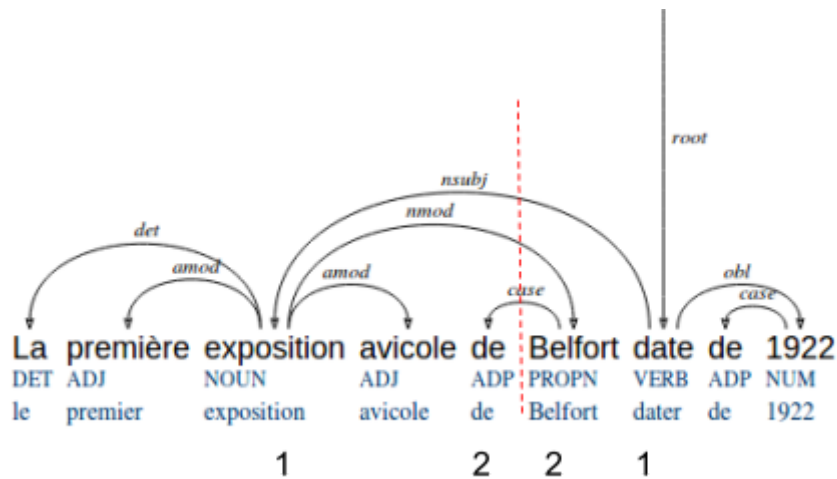 root
nsubj
nmod
det
amod
amod
case
obl
case
La première exposition avicole de Belfort date de 1922
DET ADJ NOUN ADJ ADP PROPN VERB ADP NUM
le premier exposition avicole de Belfort dater de 1922
1 2 2 1